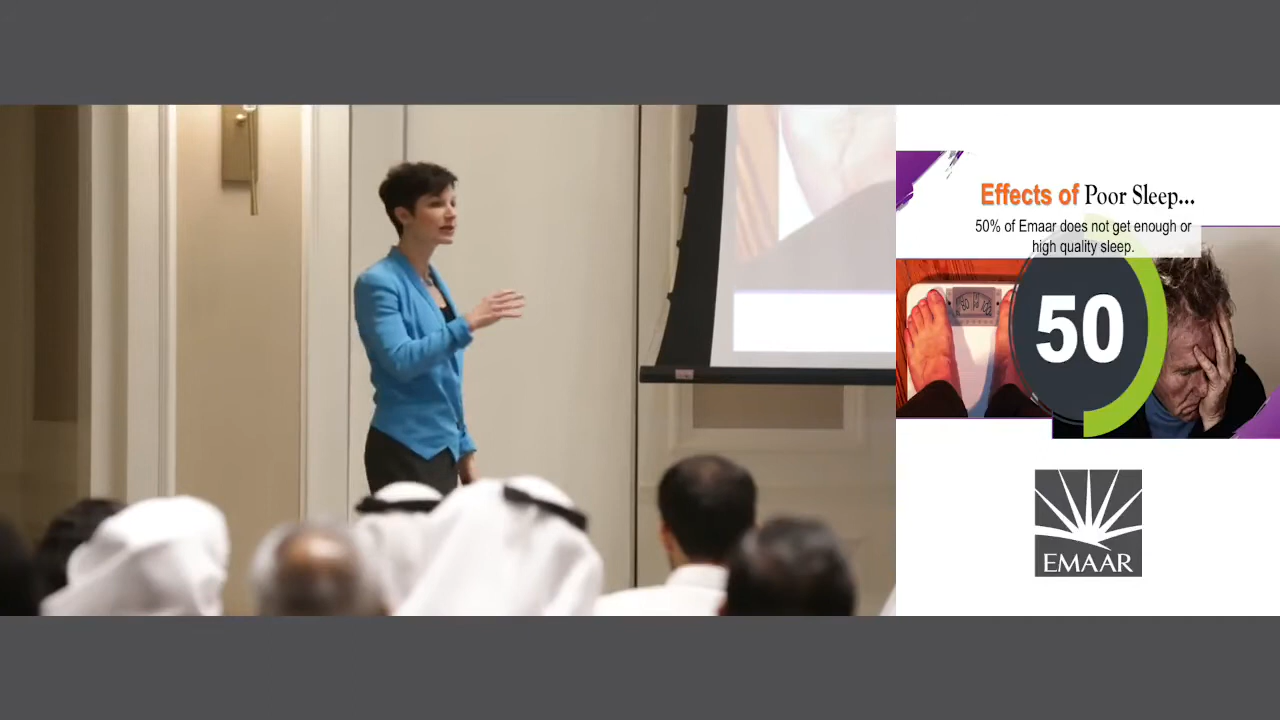 Effects of Poor Sleep...
50% of Emaar does not get enough or
high quality sleep.
50
EMAAR